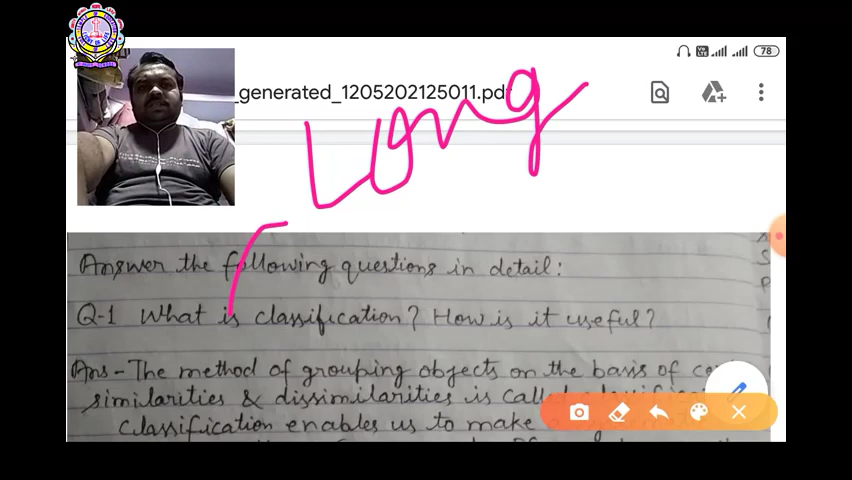 78
_generated_1205202125011.pdf
Long
Answer the following questions in detail:
Q-1 What is classification? How is it useful?
Ans - The method of grouping objects on the basis of
similarities & dissimilarities is called
classification enables us to make a